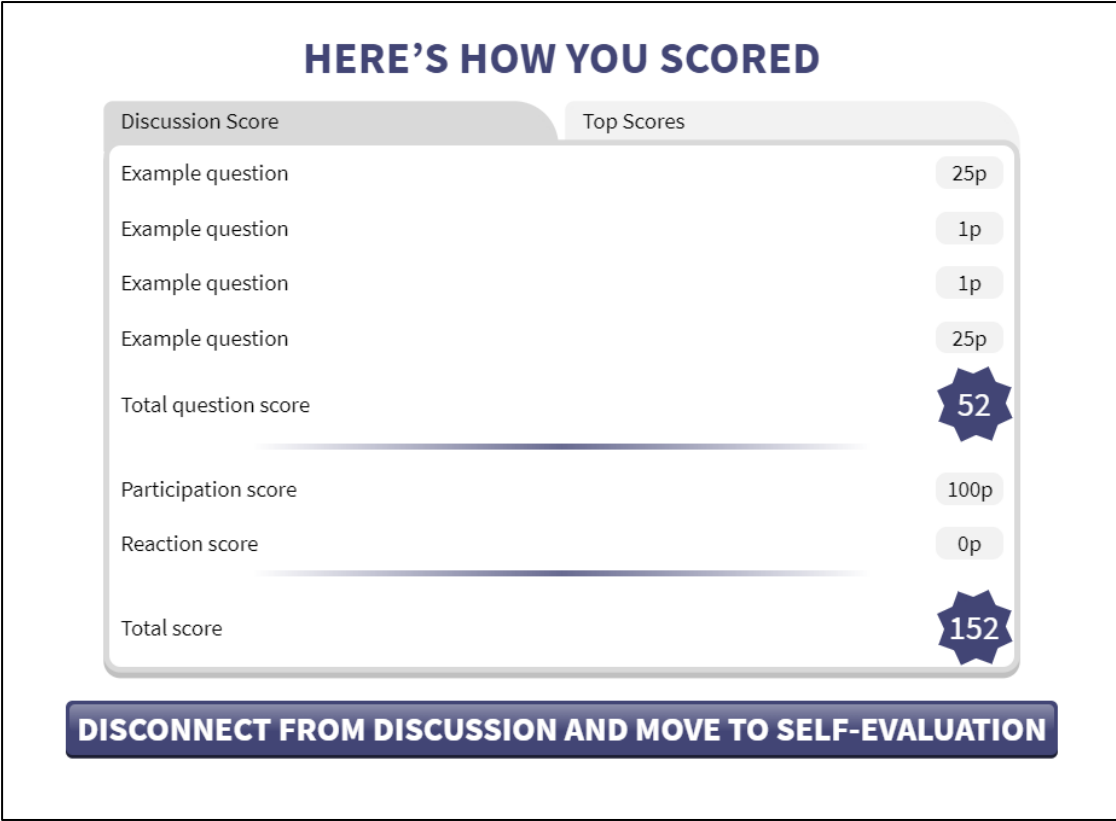 HERE’S HOW YOU SCORED
Discussion Score
Top Scores
Example question 25p
Example question 1p
Example question 1p
Example question 25p
Total question score 52
Participation score 100p
Reaction score 0p
Total score 152
DISCONNECT FROM DISCUSSION AND MOVE TO SELF-EVALUATION